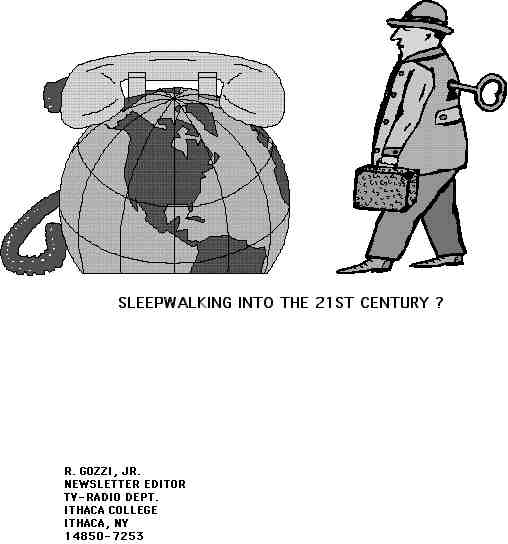 SLEEPWALKING INTO THE 21ST CENTURY ?
R. GOZZI, JR.
NEWSLETTER EDITOR
TV-RADIO DEPT.
ITHACA COLLEGE
ITHACA, NY
14850-7253